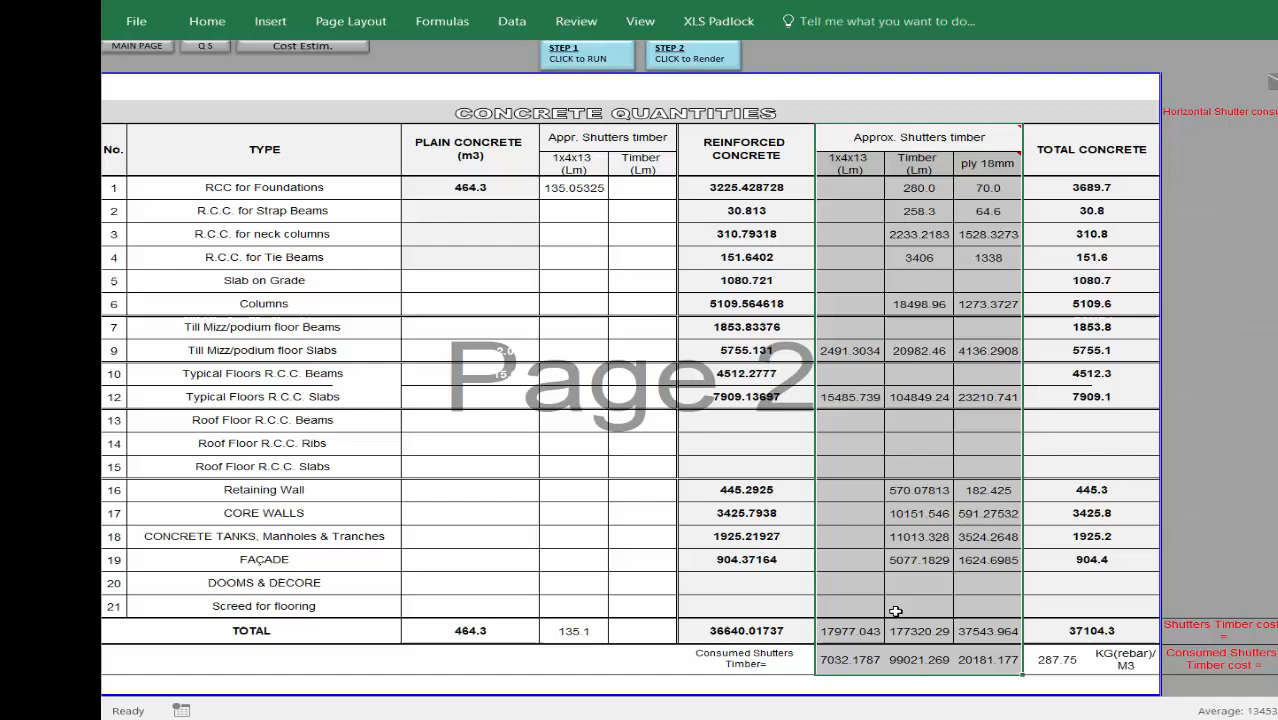 File Home Insert Page Layout Formulas Data Review View XLS Padlock Tell me what you want to do...
MAIN PAGE Q S Cost Estim.
STEP 1
CLICK to RUN
STEP 2
CLICK to Render
CONCRETE QUANTITIES
Horizontal Shutter consu
No. TYPE PLAIN CONCRETE (m3) Appr. Shutters timber REINFORCED CONCRETE Approx. Shutters timber TOTAL CONCRETE
1x4x13 (Lm) Timber (Lm) 1x4x13 (Lm) Timber (Lm) ply 18mm
1 RCC for Foundations 464.3 135.05325 3225.428728 280.0 70.0 3689.7
2 R.C.C. for Strap Beams 30.813 258.3 64.6 30.8
3 R.C.C. for neck columns 310.79318 2233.2183 1528.3273 310.8
4 R.C.C. for Tie Beams 151.6402 3406 1338 151.6
5 Slab on Grade 1080.721 1080.7
6 Columns 5109.564618 18498.96 1273.3727 5109.6
7 Till Mizz/podium floor Beams 1853.83376 1853.8
9 Till Mizz/podium floor Slabs 5755.131 2491.3034 20982.46 4136.2908 5755.1
10 Typical Floors R.C.C. Beams 4512.2777 4512.3
12 Typical Floors R.C.C. Slabs 7909.13697 15485.739 104849.24 23210.741 7909.1
Page 2
13 Roof Floor R.C.C. Beams
14 Roof Floor R.C.C. Ribs
15 Roof Floor R.C.C. Slabs
16 Retaining Wall 445.2925 570.07813 182.425 445.3
17 CORE WALLS 3425.7938 10151.546 591.27532 3425.8
18 CONCRETE TANKS, Manholes & Tranches 1925.21927 11013.328 3524.2648 1925.2
19 FAÇADE 904.37164 5077.1829 1624.6985 904.4
20 DOOMS & DECORE
21 Screed for flooring
TOTAL 464.3 135.1 36640.01737 17977.043 177320.29 37543.964 37104.3
Shutters Timber cost =
Consumed Shutters Timber= 7032.1787 99021.269 20181.177 287.75 KG(rebar)/ M3
Consumed Shutters Timber cost =
Ready Average: 13453